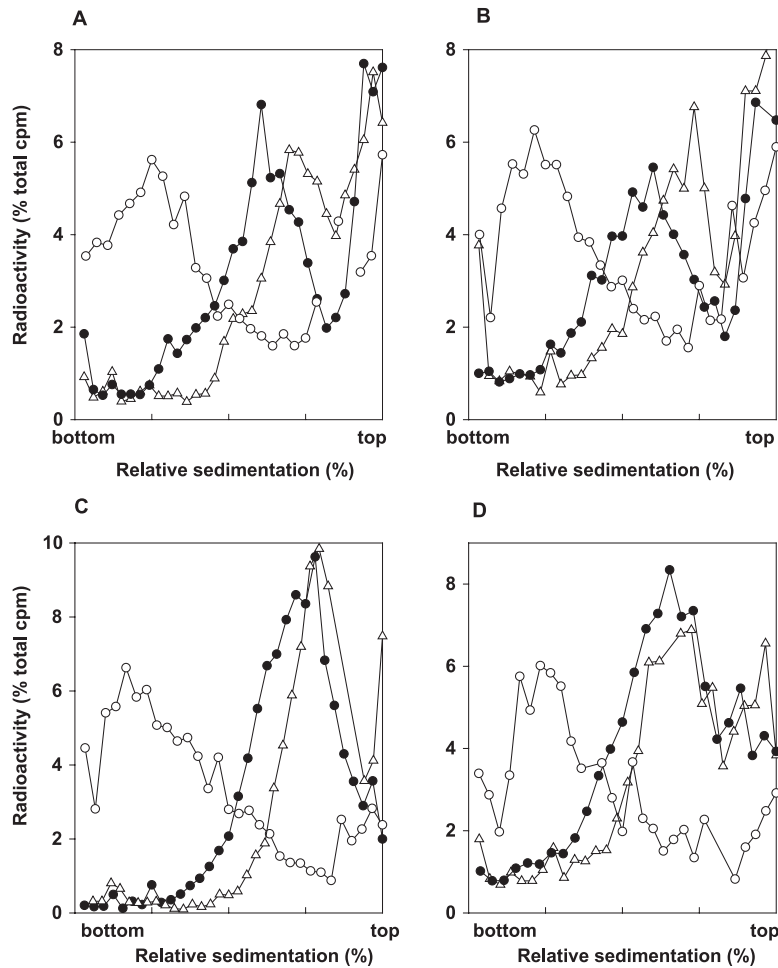 A
B
Radioactivity (% total cpm)
8
6
4
2
0
bottom
top
Relative sedimentation (%)
8
6
4
2
0
bottom
top
Relative sedimentation (%)
C
D
Radioactivity (% total cpm)
10
8
6
4
2
0
bottom
top
Relative sedimentation (%)
8
6
4
2
0
bottom
top
Relative sedimentation (%)